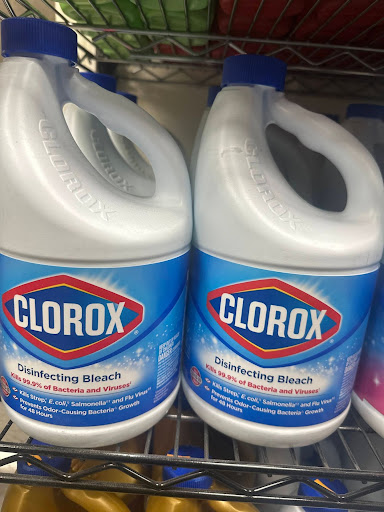 CLOROX
CLOROX
CLOROX
Disinfecting Bleach
Kills 99.9% of Bacteria and Viruses*
Kills Strep, E. coli, Salmonella** and Flu Virus**
Prevents Odor-Causing Bacteria* Growth
for 48 Hours
CLOROX
CLOROX
Disinfecting Bleach
Kills 99.9% of Bacteria and Viruses*
Kills Strep, E. coli, Salmonella** and Flu Virus**
Prevents Odor-Causing Bacteria* Growth
for 48 Hours